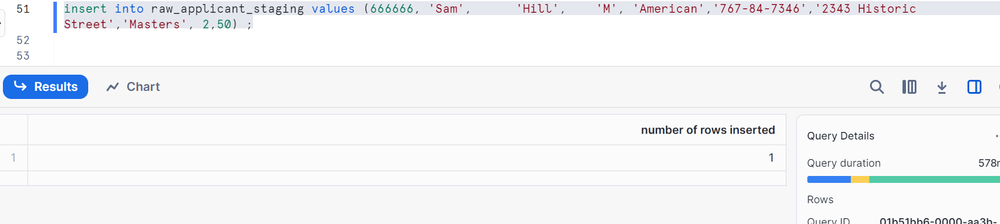 51 insert into raw_applicant_staging values (666666, 'Sam', 'Hill', 'M', 'American','767-84-7346','2343 Historic
Street','Masters', 2,50) ;
52
53
Results Chart
number of rows inserted
1 1
Query Details
Query duration 578
Rows
Query ID 01b51bb6-0000-aa3b-